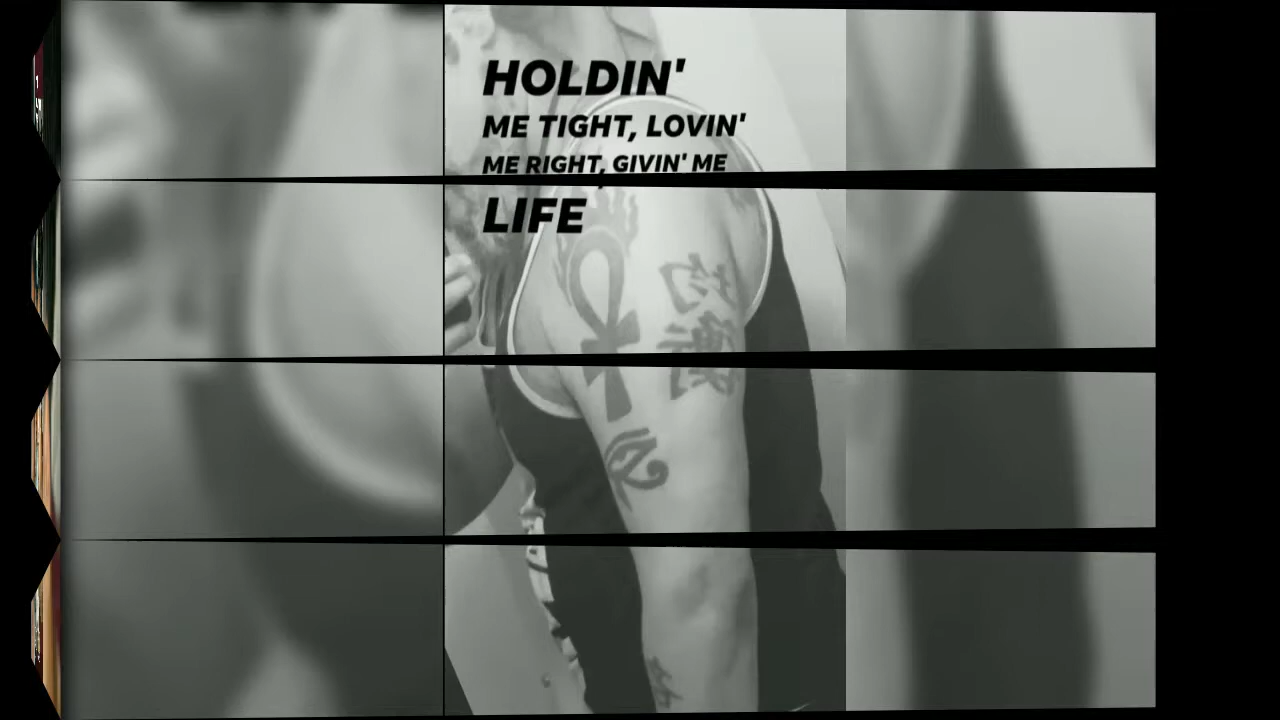 HOLDIN'
ME TIGHT, LOVIN'
ME RIGHT, GIVIN' ME
LIFE